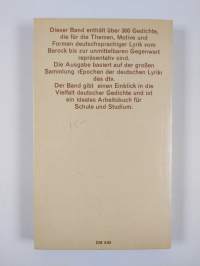 Dieser Band enthält über 300 Gedichte,
die für die Themen, Motive und
Formen deutschsprachiger Lyrik vom
Barock bis zur unmittelbaren Gegenwart
repräsentativ sind.
Die Ausgabe basiert auf der großen
Sammlung ›Epochen der deutschen Lyrik‹
des dtv.
Der Band gibt einen Einblick in die
Vielfalt deutscher Gedichte und ist
ein ideales Arbeitsbuch für
Schule und Studium.
DM